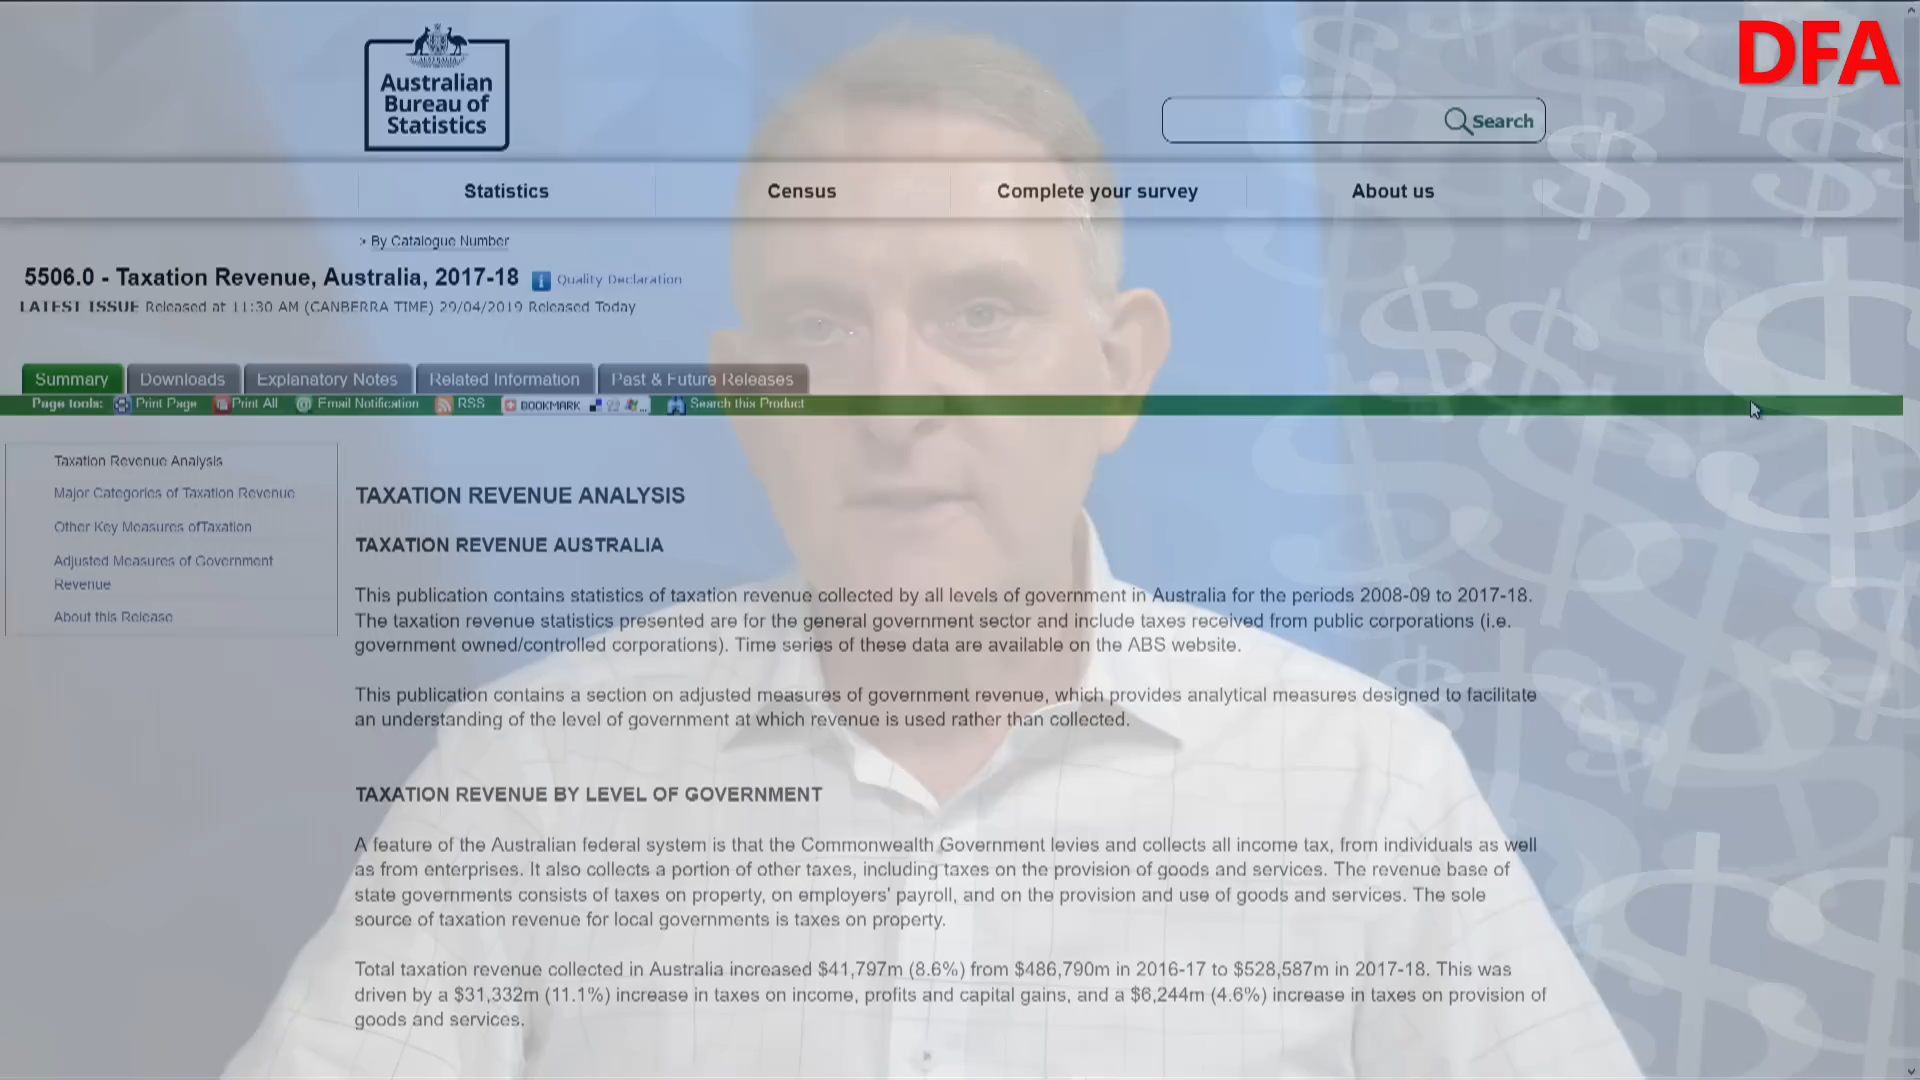 DFA
Australian
Bureau of
Statistics
Search
Statistics
Census
Complete your survey
About us
> By Catalogue Number
5506.0 - Taxation Revenue, Australia, 2017-18
i Quality Declaration
LATEST ISSUE Released at 11:30 AM (CANBERRA TIME) 29/04/2019 Released Today
Summary
Downloads
Explanatory Notes
Related Information
Past & Future Releases
Page tools:
Print Page
Print All
Email Notification
RSS
BOOKMARK
Search this Product
Taxation Revenue Analysis
Major Categories of Taxation Revenue
Other Key Measures ofTaxation
Adjusted Measures of Government
Revenue
About this Release
TAXATION REVENUE ANALYSIS
TAXATION REVENUE AUSTRALIA
This publication contains statistics of taxation revenue collected by all levels of government in Australia for the periods 2008-09 to 2017-18.
The taxation revenue statistics presented are for the general government sector and include taxes received from public corporations (i.e.
government owned/controlled corporations). Time series of these data are available on the ABS website.
This publication contains a section on adjusted measures of government revenue, which provides analytical measures designed to facilitate
an understanding of the level of government at which revenue is used rather than collected.
TAXATION REVENUE BY LEVEL OF GOVERNMENT
A feature of the Australian federal system is that the Commonwealth Government levies and collects all income tax, from individuals as well
as from enterprises. It also collects a portion of other taxes, including taxes on the provision of goods and services. The revenue base of
state governments consists of taxes on property, on employers' payroll, and on the provision and use of goods and services. The sole
source of taxation revenue for local governments is taxes on property.
Total taxation revenue collected in Australia increased $41,797m (8.6%) from $486,790m in 2016-17 to $528,587m in 2017-18. This was
driven by a $31,332m (11.1%) increase in taxes on income, profits and capital gains, and a $6,244m (4.6%) increase in taxes on provision of
goods and services.